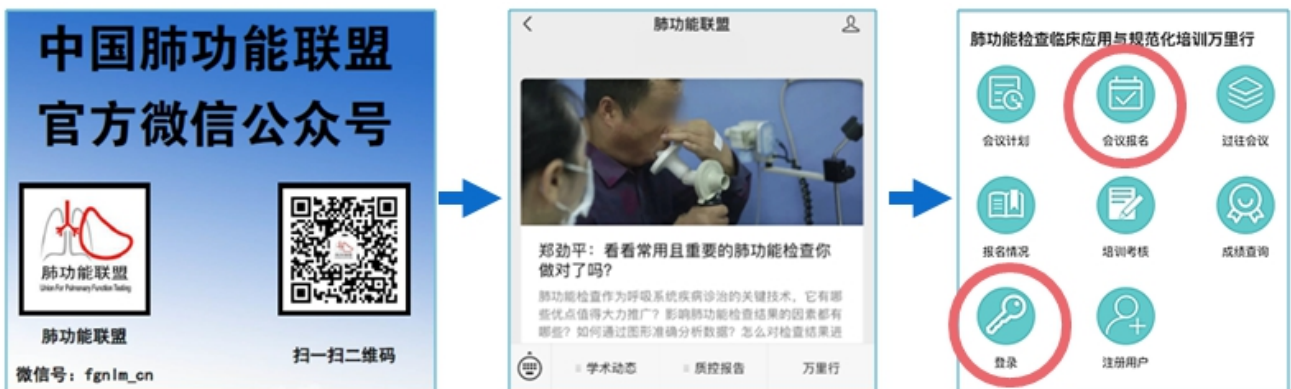 中国肺功能联盟
官方微信公众号
肺功能联盟
Union For Pulmonary Function Testing
肺功能联盟
扫一扫二维码
微信号：fgnlm_cn
肺功能联盟
郑劲平：看看常用且重要的肺功能检查你
做对了吗？
肺功能检查作为呼吸系统疾病诊治的关键技术，它有哪
些优点值得大力推广？影响肺功能检查结果的因素都有
哪些？如何通过图形准确分析数据？怎么对检查结果进
学术动态
质控报告
万里行
肺功能检查临床应用与规范化培训万里行
会议计划
会议报名
过往会议
报名情况
培训考核
成绩查询
登录
注册用户